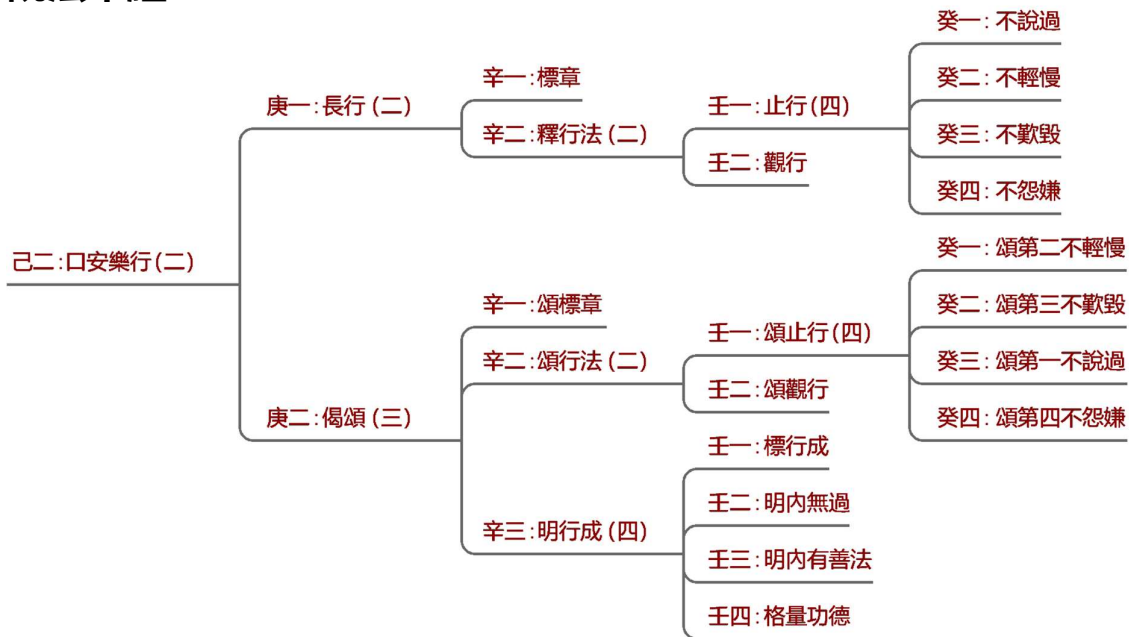 己二:口安樂行(二)
庚一:長行(二)
辛一:標章
辛二:釋行法(二)
壬一:止行(四)
癸一:不說過
癸二:不輕慢
癸三:不歎毀
癸四:不怨嫌
壬二:觀行
庚二:偈頌(三)
辛一:頌標章
辛二:頌行法(二)
壬一:頌止行(四)
癸一:頌第二不輕慢
癸二:頌第三不歎毀
癸三:頌第一不說過
癸四:頌第四不怨嫌
壬二:頌觀行
辛三:明行成(四)
壬一:標行成
壬二:明內無過
壬三:明內有善法
壬四:格量功德